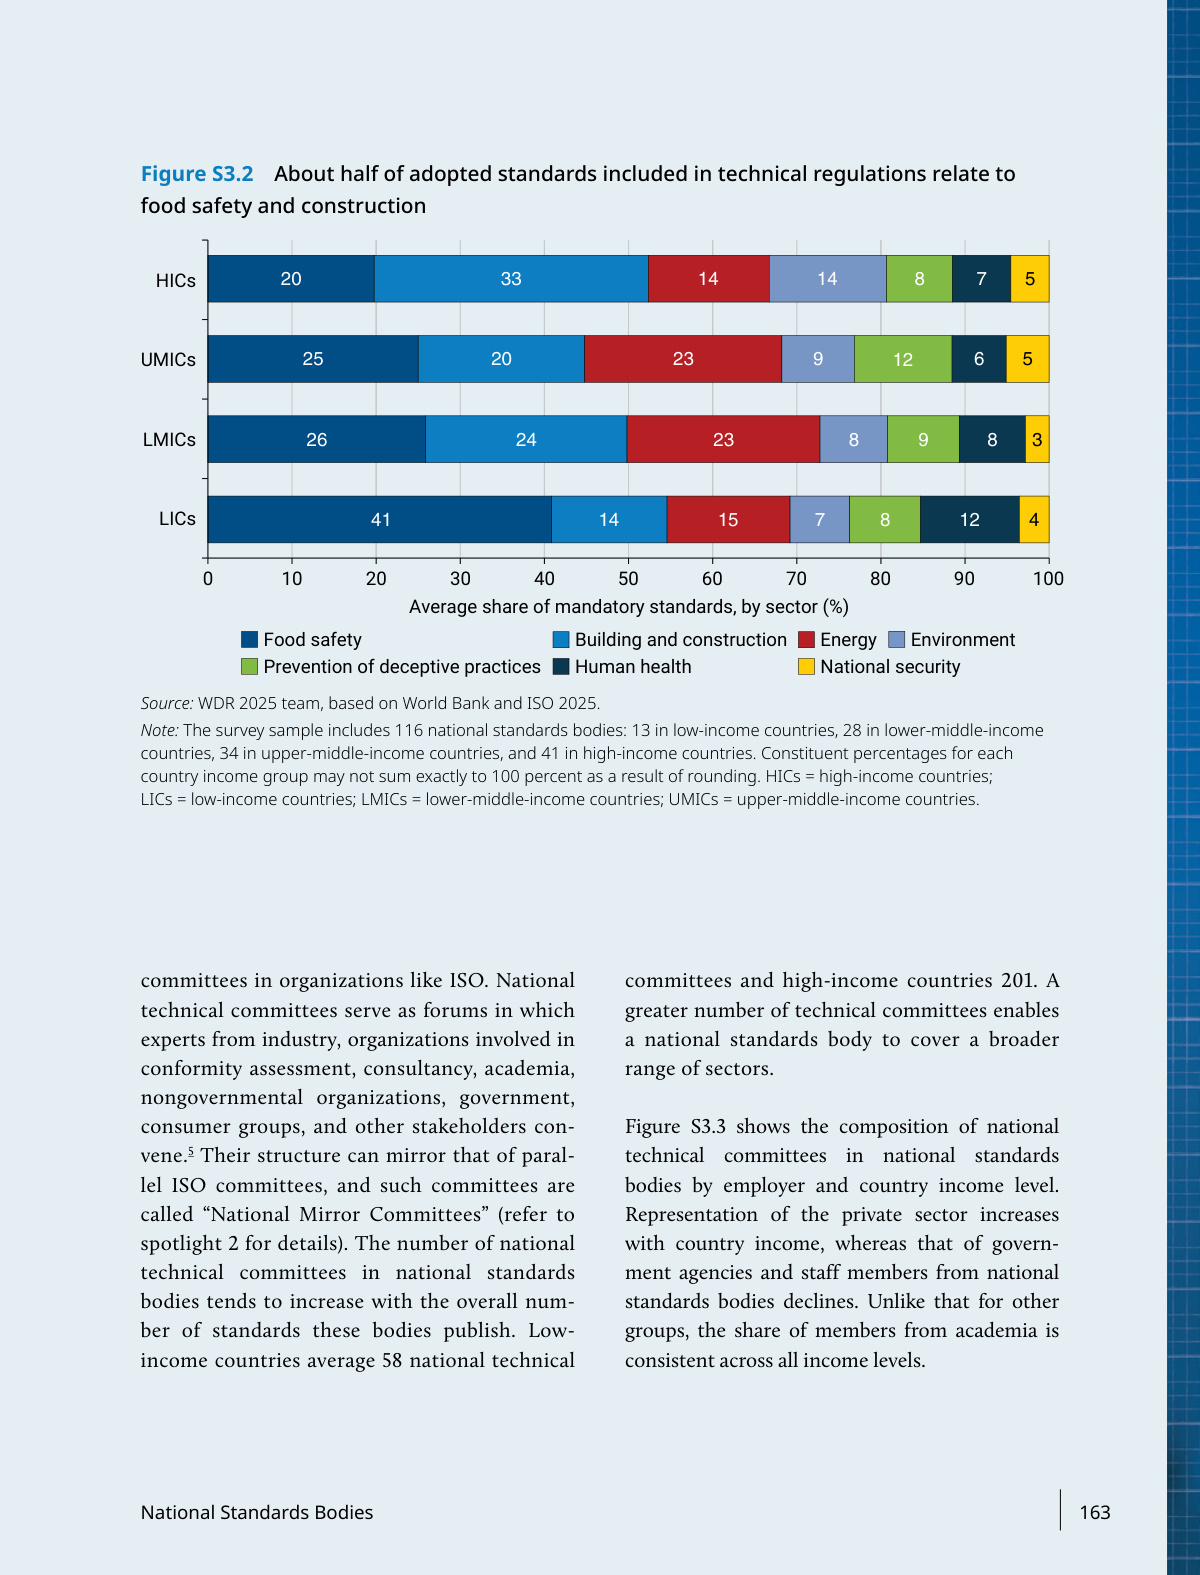 Figure S3.2 About half of adopted standards included in technical regulations relate to
food safety and construction
HICs 20 33 14 14 8 7 5
UMICs 25 20 23 9 12 6 5
LMICs 26 24 23 8 9 8 3
LICs 41 14 15 7 8 12 4
0 10 20 30 40 50 60 70 80 90 100
Average share of mandatory standards, by sector (%)
Food safety Building and construction Energy Environment
Prevention of deceptive practices Human health National security
Source: WDR 2025 team, based on World Bank and ISO 2025.
Note: The survey sample includes 116 national standards bodies: 13 in low-income countries, 28 in lower-middle-income
countries, 34 in upper-middle-income countries, and 41 in high-income countries. Constituent percentages for each
country income group may not sum exactly to 100 percent as a result of rounding. HICs = high-income countries;
LICs = low-income countries; LMICs = lower-middle-income countries; UMICs = upper-middle-income countries.
committees in organizations like ISO. National
technical committees serve as forums in which
experts from industry, organizations involved in
conformity assessment, consultancy, academia,
nongovernmental organizations, government,
consumer groups, and other stakeholders con-
vene.5 Their structure can mirror that of paral-
lel ISO committees, and such committees are
called “National Mirror Committees” (refer to
spotlight 2 for details). The number of national
technical committees in national standards
bodies tends to increase with the overall num-
ber of standards these bodies publish. Low-
income countries average 58 national technical
committees and high-income countries 201. A
greater number of technical committees enables
a national standards body to cover a broader
range of sectors.
Figure S3.3 shows the composition of national
technical committees in national standards
bodies by employer and country income level.
Representation of the private sector increases
with country income, whereas that of govern-
ment agencies and staff members from national
standards bodies declines. Unlike that for other
groups, the share of members from academia is
consistent across all income levels.
National Standards Bodies
163